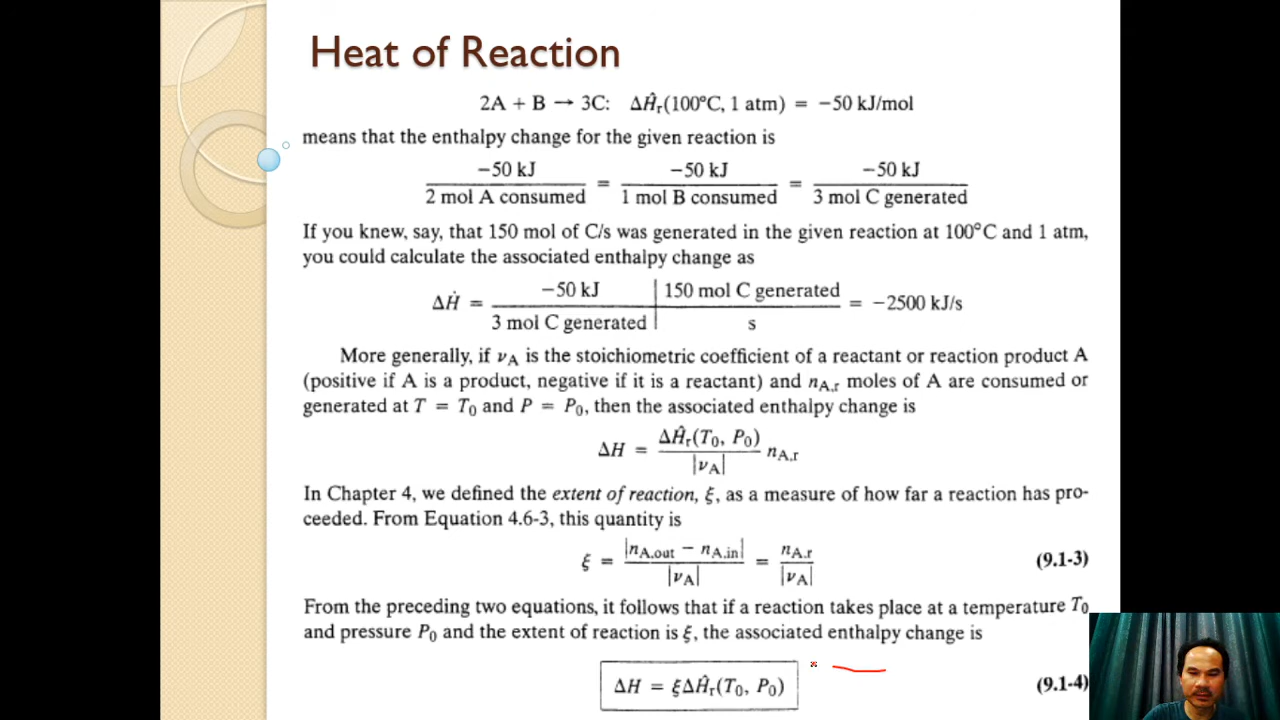 Heat of Reaction
2A + B → 3C: ΔĤr(100°C, 1 atm) = −50 kJ/mol
means that the enthalpy change for the given reaction is
−50 kJ / 2 mol A consumed = −50 kJ / 1 mol B consumed = −50 kJ / 3 mol C generated
If you knew, say, that 150 mol of C/s was generated in the given reaction at 100°C and 1 atm,
you could calculate the associated enthalpy change as
ΔḢ = −50 kJ / 3 mol C generated | 150 mol C generated / s = −2500 kJ/s
More generally, if νA is the stoichiometric coefficient of a reactant or reaction product A
(positive if A is a product, negative if it is a reactant) and nA,r moles of A are consumed or
generated at T = T0 and P = P0, then the associated enthalpy change is
ΔH = ΔĤr(T0, P0) / |νA| nA,r
In Chapter 4, we defined the extent of reaction, ξ, as a measure of how far a reaction has pro-
ceeded. From Equation 4.6-3, this quantity is
ξ = |nA,out − nA,in| / |νA| = nA,r / |νA| (9.1-3)
From the preceding two equations, it follows that if a reaction takes place at a temperature T0
and pressure P0 and the extent of reaction is ξ, the associated enthalpy change is
ΔH = ξΔĤr(T0, P0) (9.1-4)